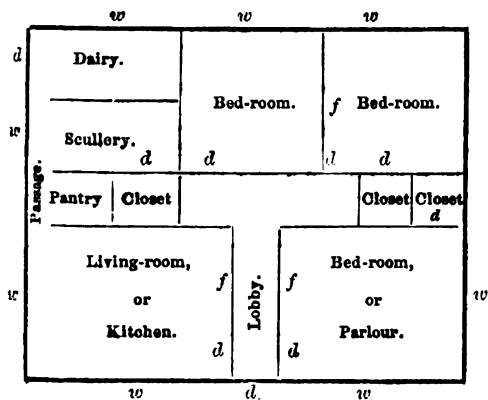 w w w
d Dairy.
Bed-room. f Bed-room.
w Scullery.
d d d d
Passage.
Pantry Closet Closet Closet
d
Living-room, Bed-room,
w f Lobby. f w
or or
Kitchen. Parlour.
d d
w d. w